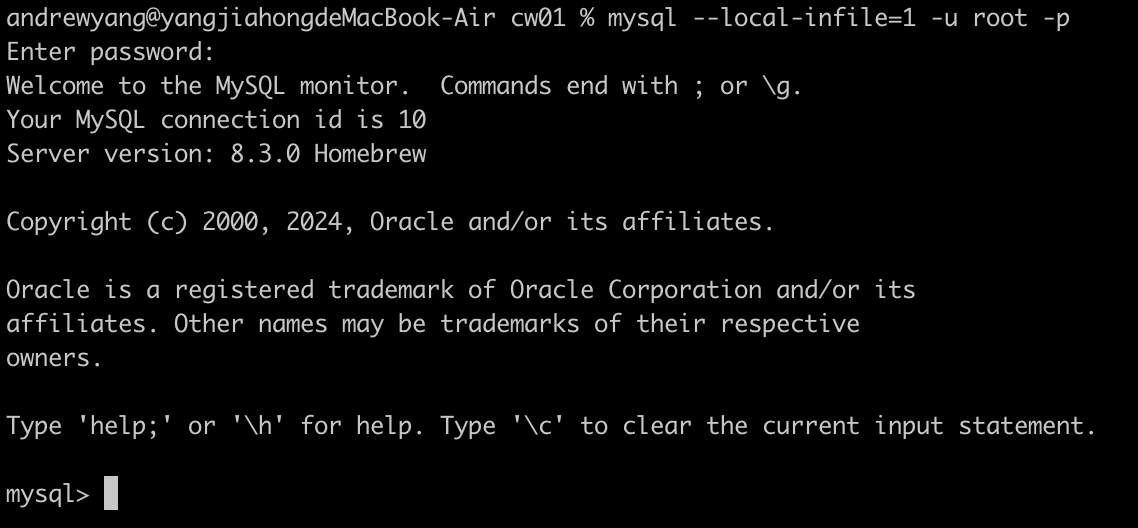 andrewyang@yangjiahongdeMacBook-Air cw01 % mysql --local-infile=1 -u root -p
Enter password:
Welcome to the MySQL monitor.  Commands end with ; or \g.
Your MySQL connection id is 10
Server version: 8.3.0 Homebrew

Copyright (c) 2000, 2024, Oracle and/or its affiliates.

Oracle is a registered trademark of Oracle Corporation and/or its
affiliates. Other names may be trademarks of their respective
owners.

Type 'help;' or '\h' for help. Type '\c' to clear the current input statement.

mysql>